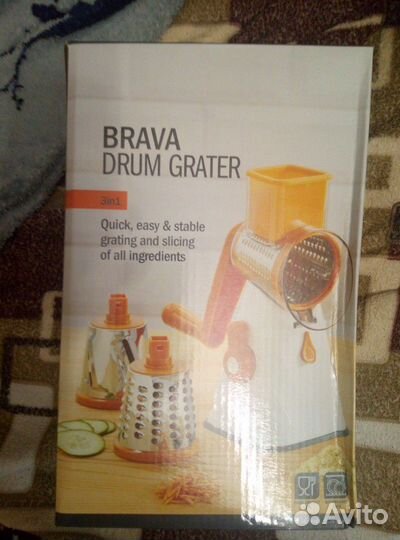 BRAVA
DRUM GRATER
3in1
Quick, easy & stable
grating and slicing
of all ingredients
Avito